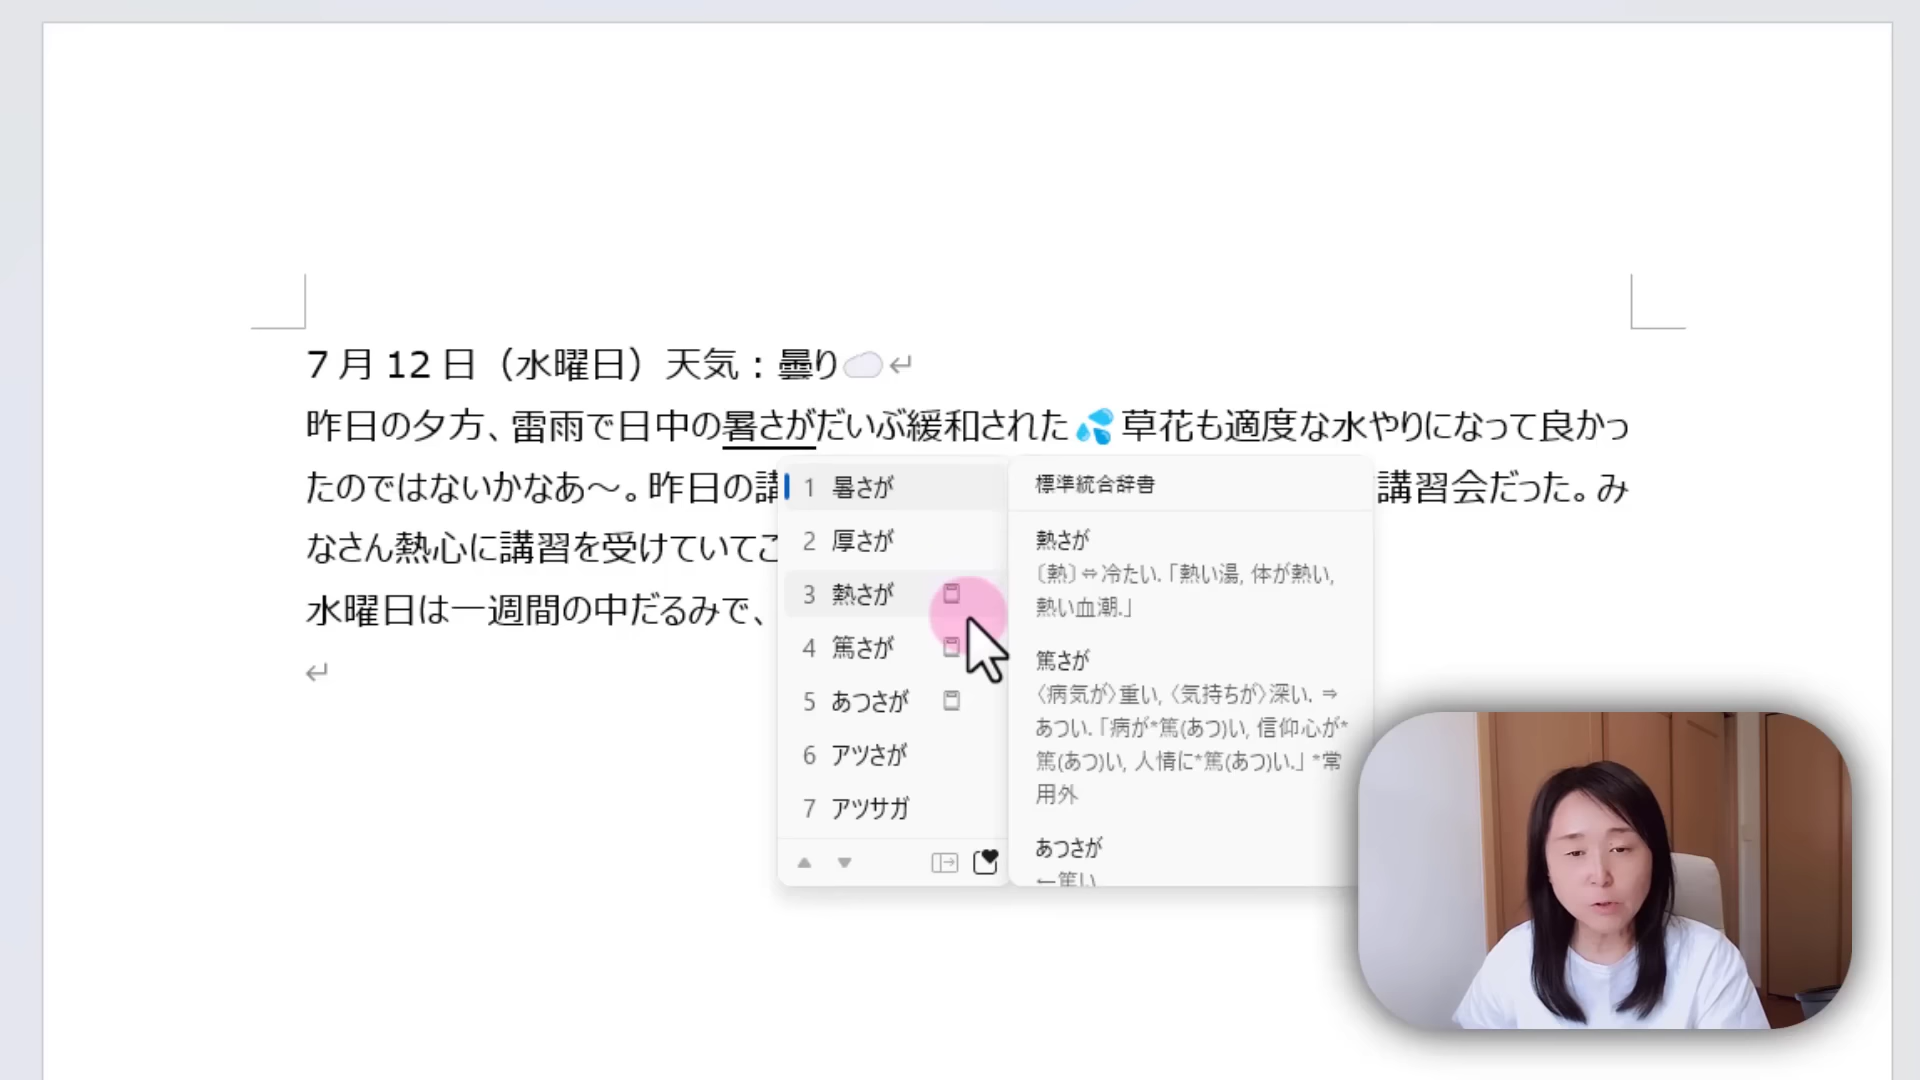 7月12日（水曜日）天気：曇り☁↵
昨日の夕方、雷雨で日中の暑さがだいぶ緩和された💦草花も適度な水やりになって良かっ
たのではないかなあ～。昨日の講
講習会だった。み
なさん熱心に講習を受けていてこ
水曜日は一週間の中だるみで、
↵
1 暑さが
2 厚さが
3 熱さが
4 篤さが
5 あつさが
6 アツさが
7 アツサガ
標準統合辞書
熱さが
〔熱〕⇔冷たい.「熱い湯, 体が熱い,
熱い血潮.」
篤さが
〈病気が〉重い,〈気持ちが〉深い. ⇒
あつい.「病が*篤(あつ)い, 信仰心が*
篤(あつ)い, 人情に*篤(あつ)い.」*常
用外
あつさが
←篤い